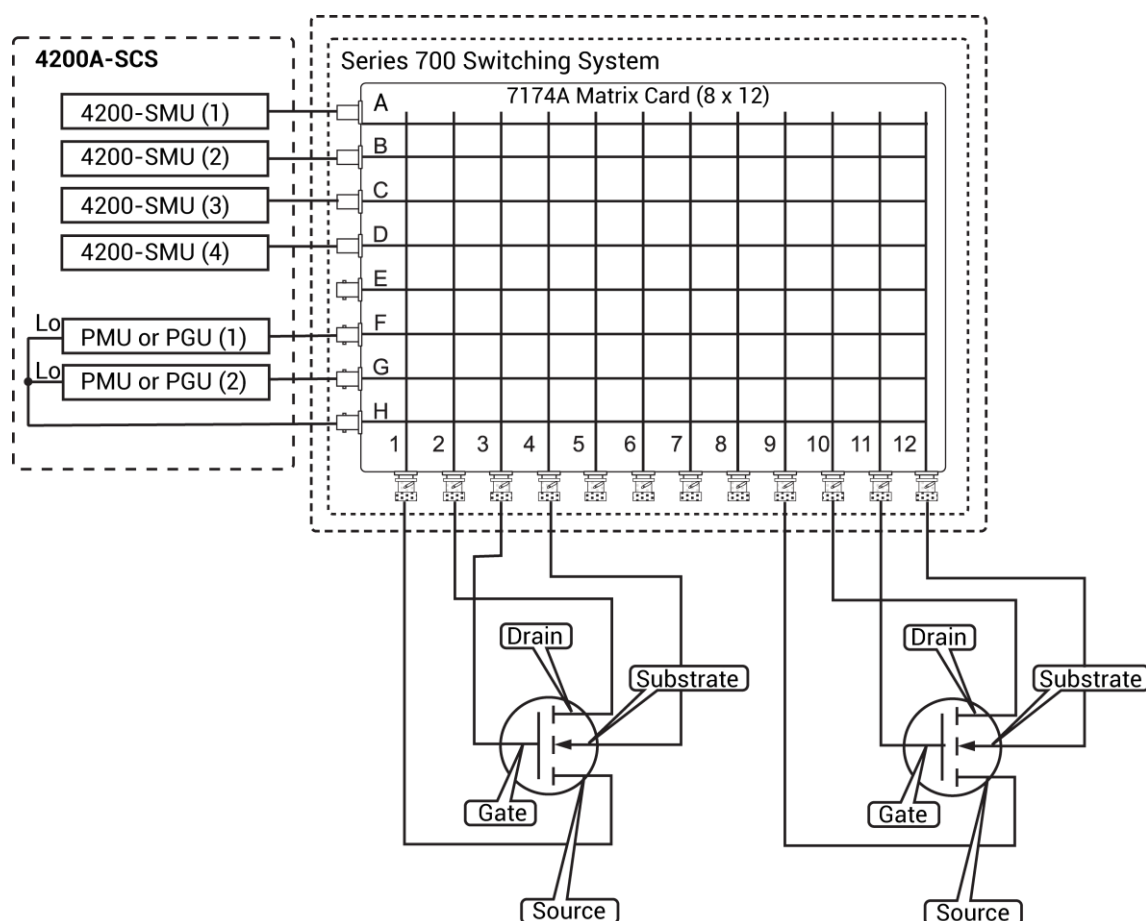 4200A-SCS
Series 700 Switching System
7174A Matrix Card (8 x 12)
4200-SMU (1)
A
4200-SMU (2)
B
4200-SMU (3)
C
4200-SMU (4)
D
E
Lo
PMU or PGU (1)
F
Lo
PMU or PGU (2)
G
H
1 2 3 4 5 6 7 8 9 10 11 12
Drain
Substrate
Gate
Source
Drain
Substrate
Gate
Source